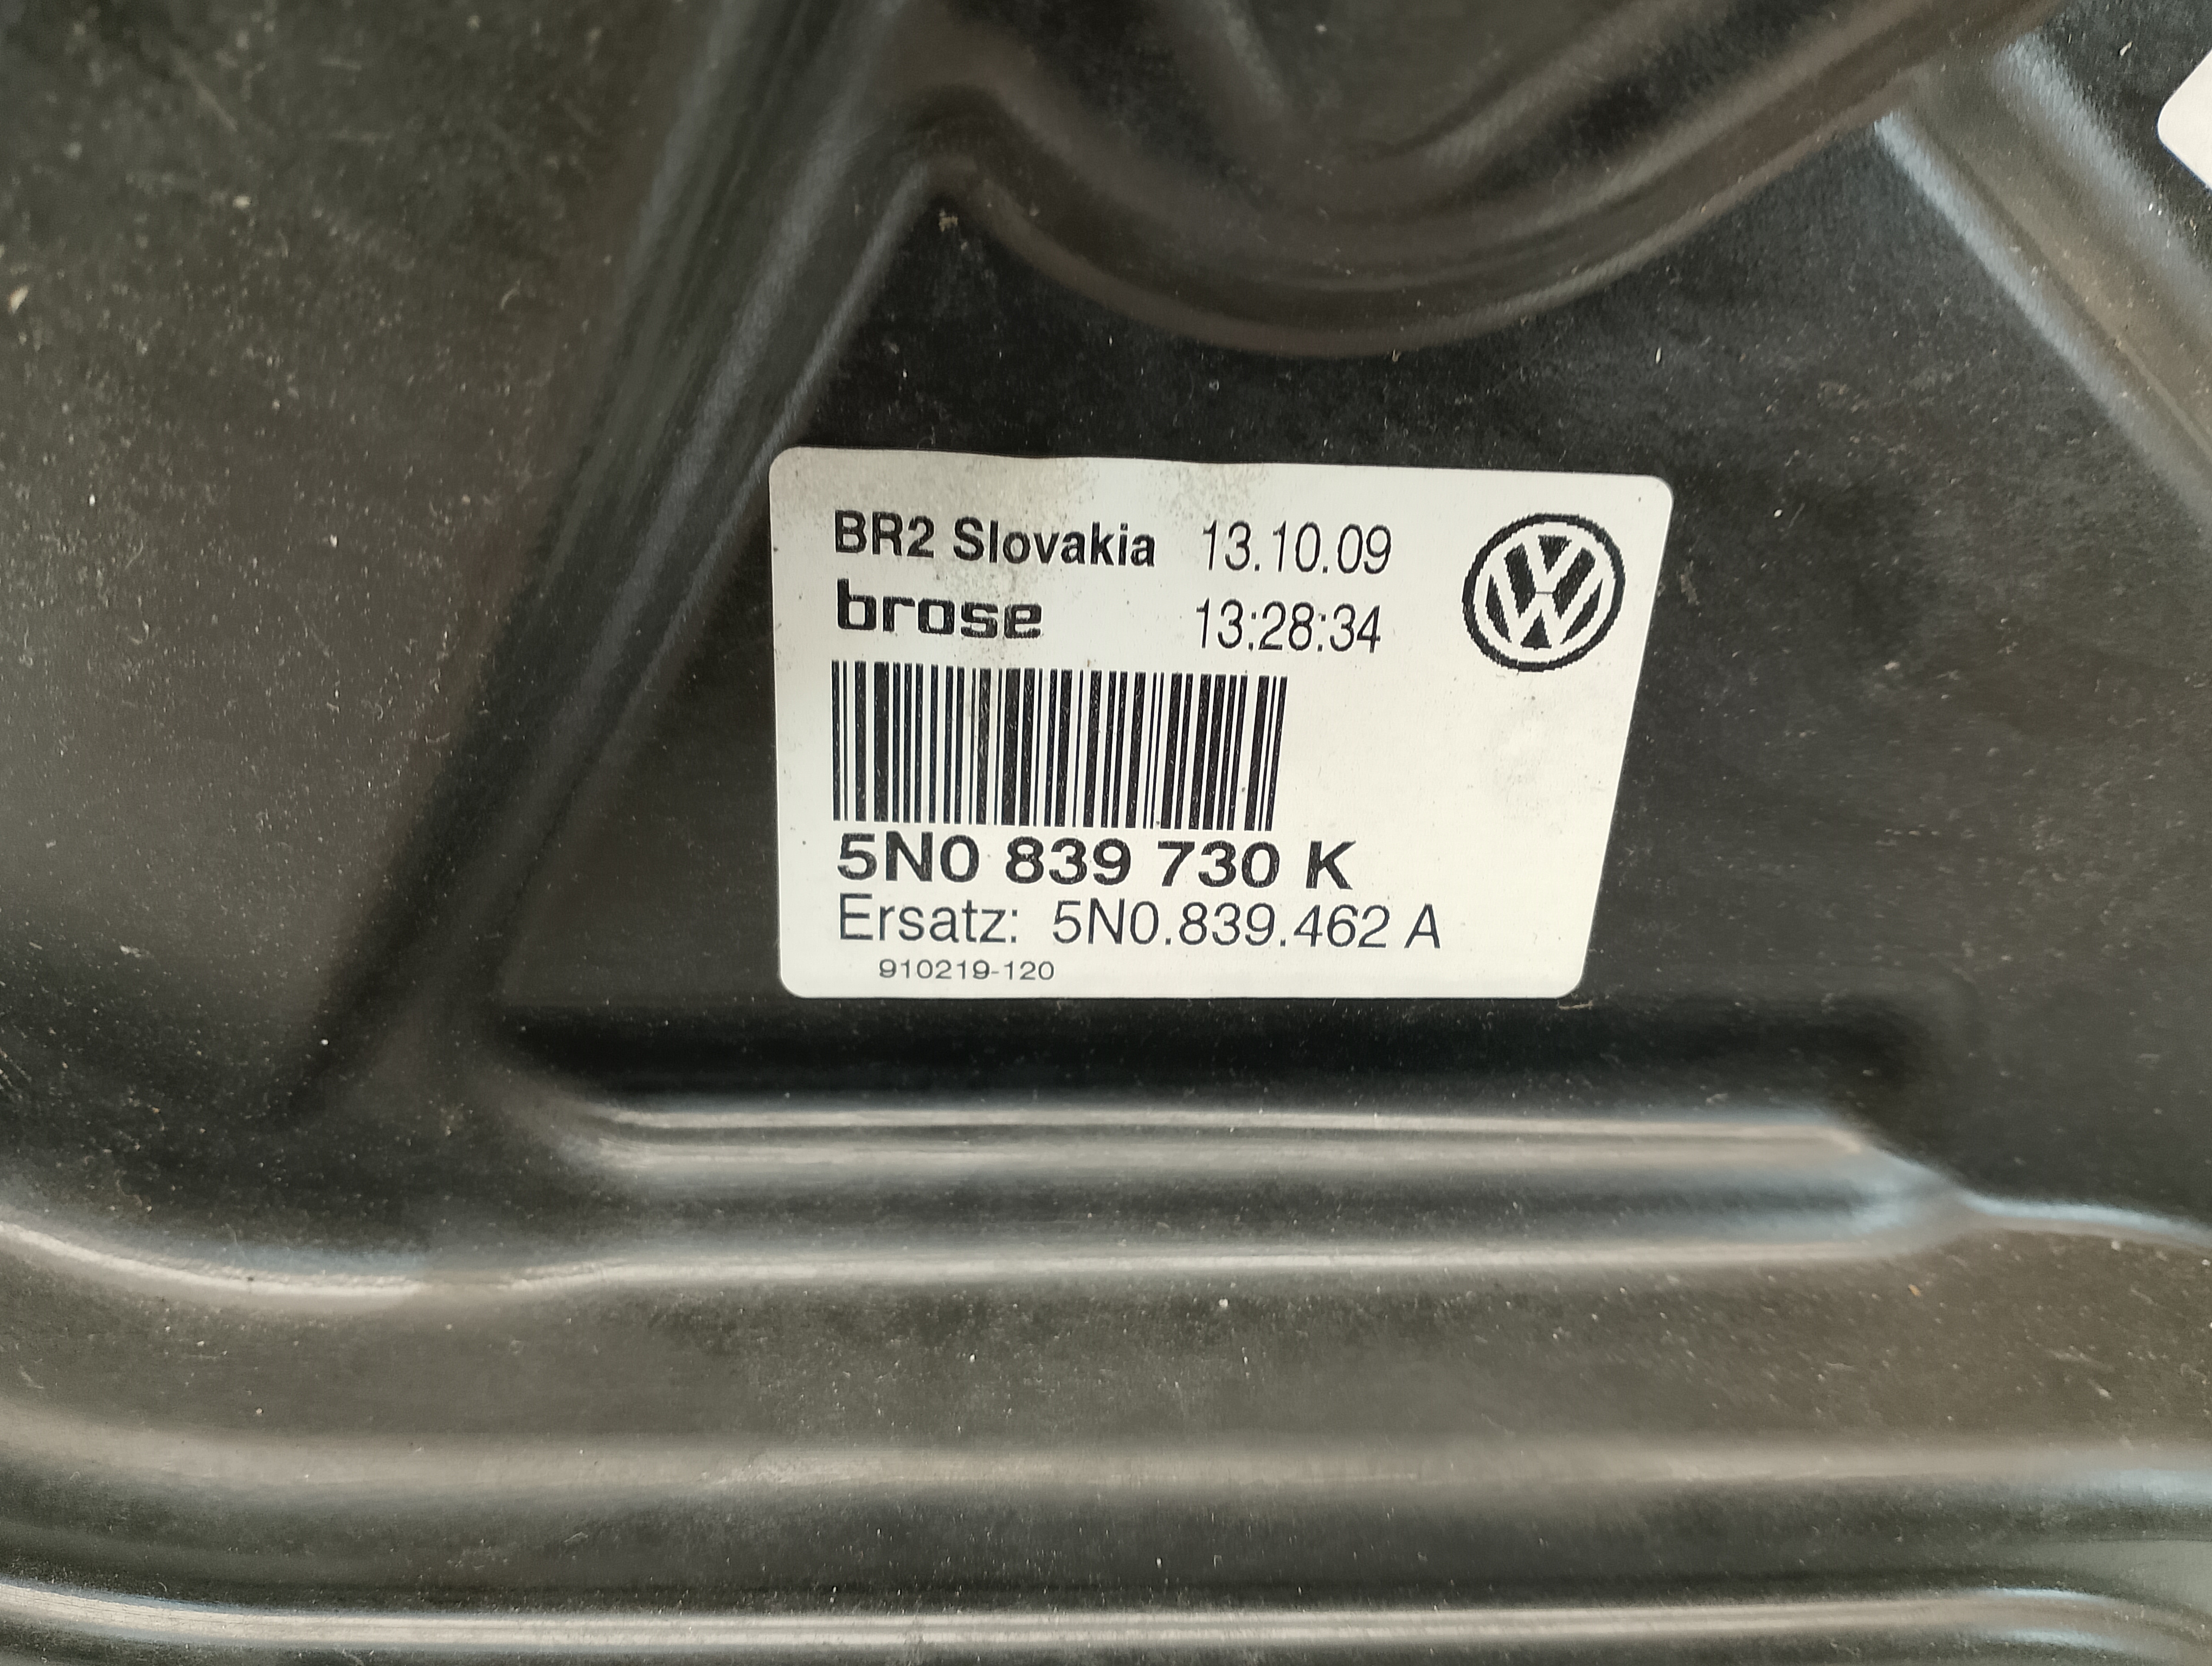 BR2 Slovakia 13.10.09
brose 13:28:34
5N0 839 730 K
Ersatz: 5N0.839.462 A
910219-120